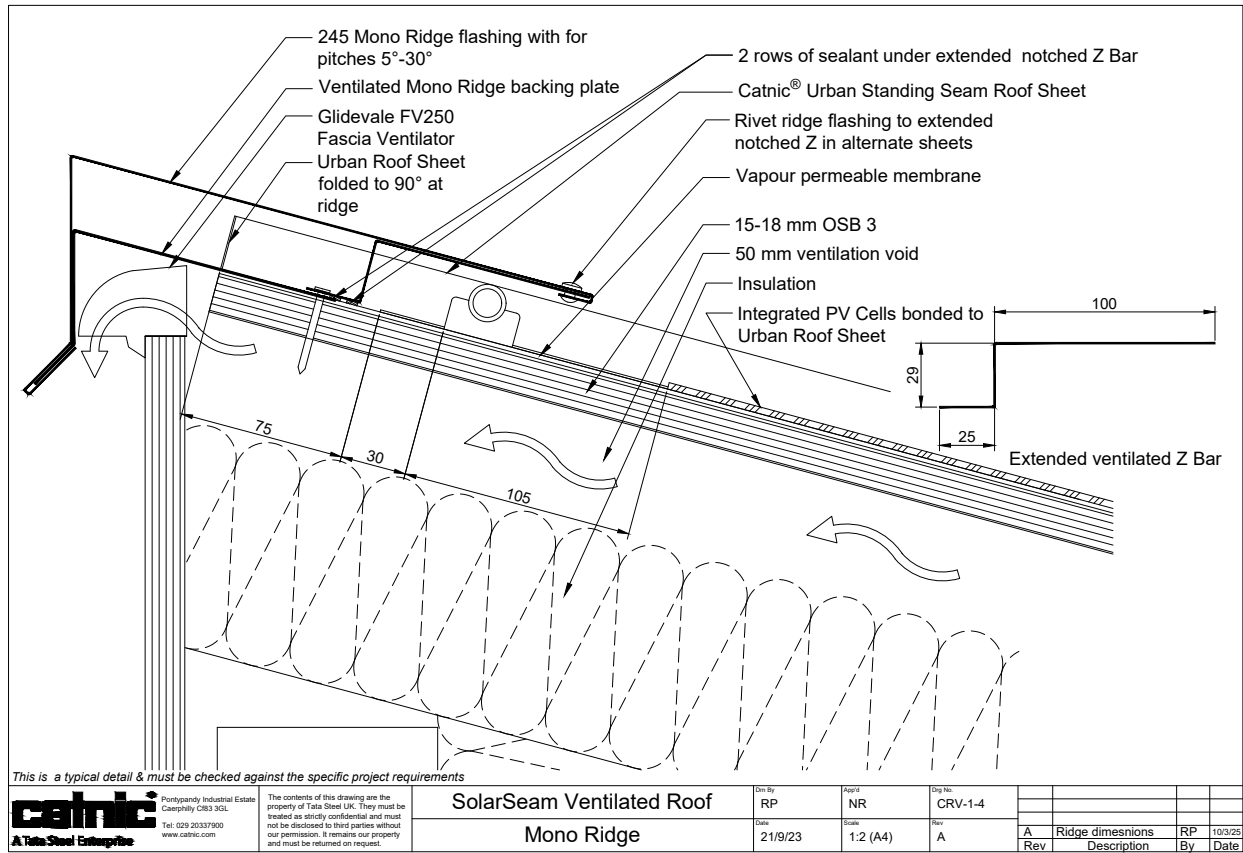 245 Mono Ridge flashing with for
pitches 5°-30°
Ventilated Mono Ridge backing plate
Glidevale FV250
Fascia Ventilator
Urban Roof Sheet
folded to 90° at
ridge
2 rows of sealant under extended notched Z Bar
Catnic® Urban Standing Seam Roof Sheet
Rivet ridge flashing to extended
notched Z in alternate sheets
Vapour permeable membrane
15-18 mm OSB 3
50 mm ventilation void
Insulation
Integrated PV Cells bonded to
Urban Roof Sheet
100
29
25
Extended ventilated Z Bar
75
30
105
This is a typical detail & must be checked against the specific project requirements
catnic
A Tata Steel Enterprise
Pontypandy Industrial Estate
Caerphilly Cf83 3GL
Tel: 029 20337900
www.catnic.com
The contents of this drawing are the
property of Tata Steel UK. They must be
treated as strictly confidential and must
not be disclosed to third parties without
our permission. It remains our property
and must be returned on request.
SolarSeam Ventilated Roof
Mono Ridge
Drn By
RP
App'd
NR
Drg No.
CRV-1-4
Date
21/9/23
Scale
1:2 (A4)
Rev
A
A Ridge dimesnions RP 10/3/25
Rev Description By Date